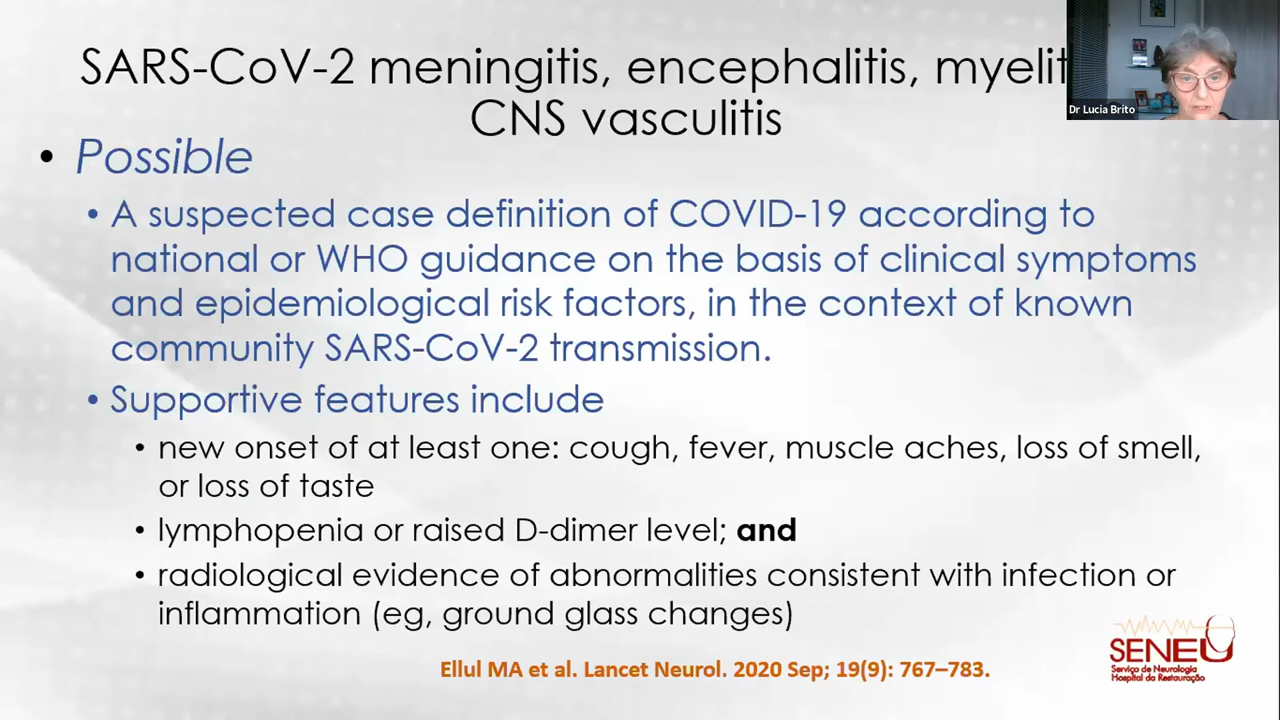 SARS-CoV-2 meningitis, encephalitis, myelit
CNS vasculitis
Dr Lucia Brito
• Possible
• A suspected case definition of COVID-19 according to
national or WHO guidance on the basis of clinical symptoms
and epidemiological risk factors, in the context of known
community SARS-CoV-2 transmission.
• Supportive features include
• new onset of at least one: cough, fever, muscle aches, loss of smell,
or loss of taste
• lymphopenia or raised D-dimer level; and
• radiological evidence of abnormalities consistent with infection or
inflammation (eg, ground glass changes)
Ellul MA et al. Lancet Neurol. 2020 Sep; 19(9): 767–783.
SENEU
Serviço de Neurologia
Hospital da Restauração